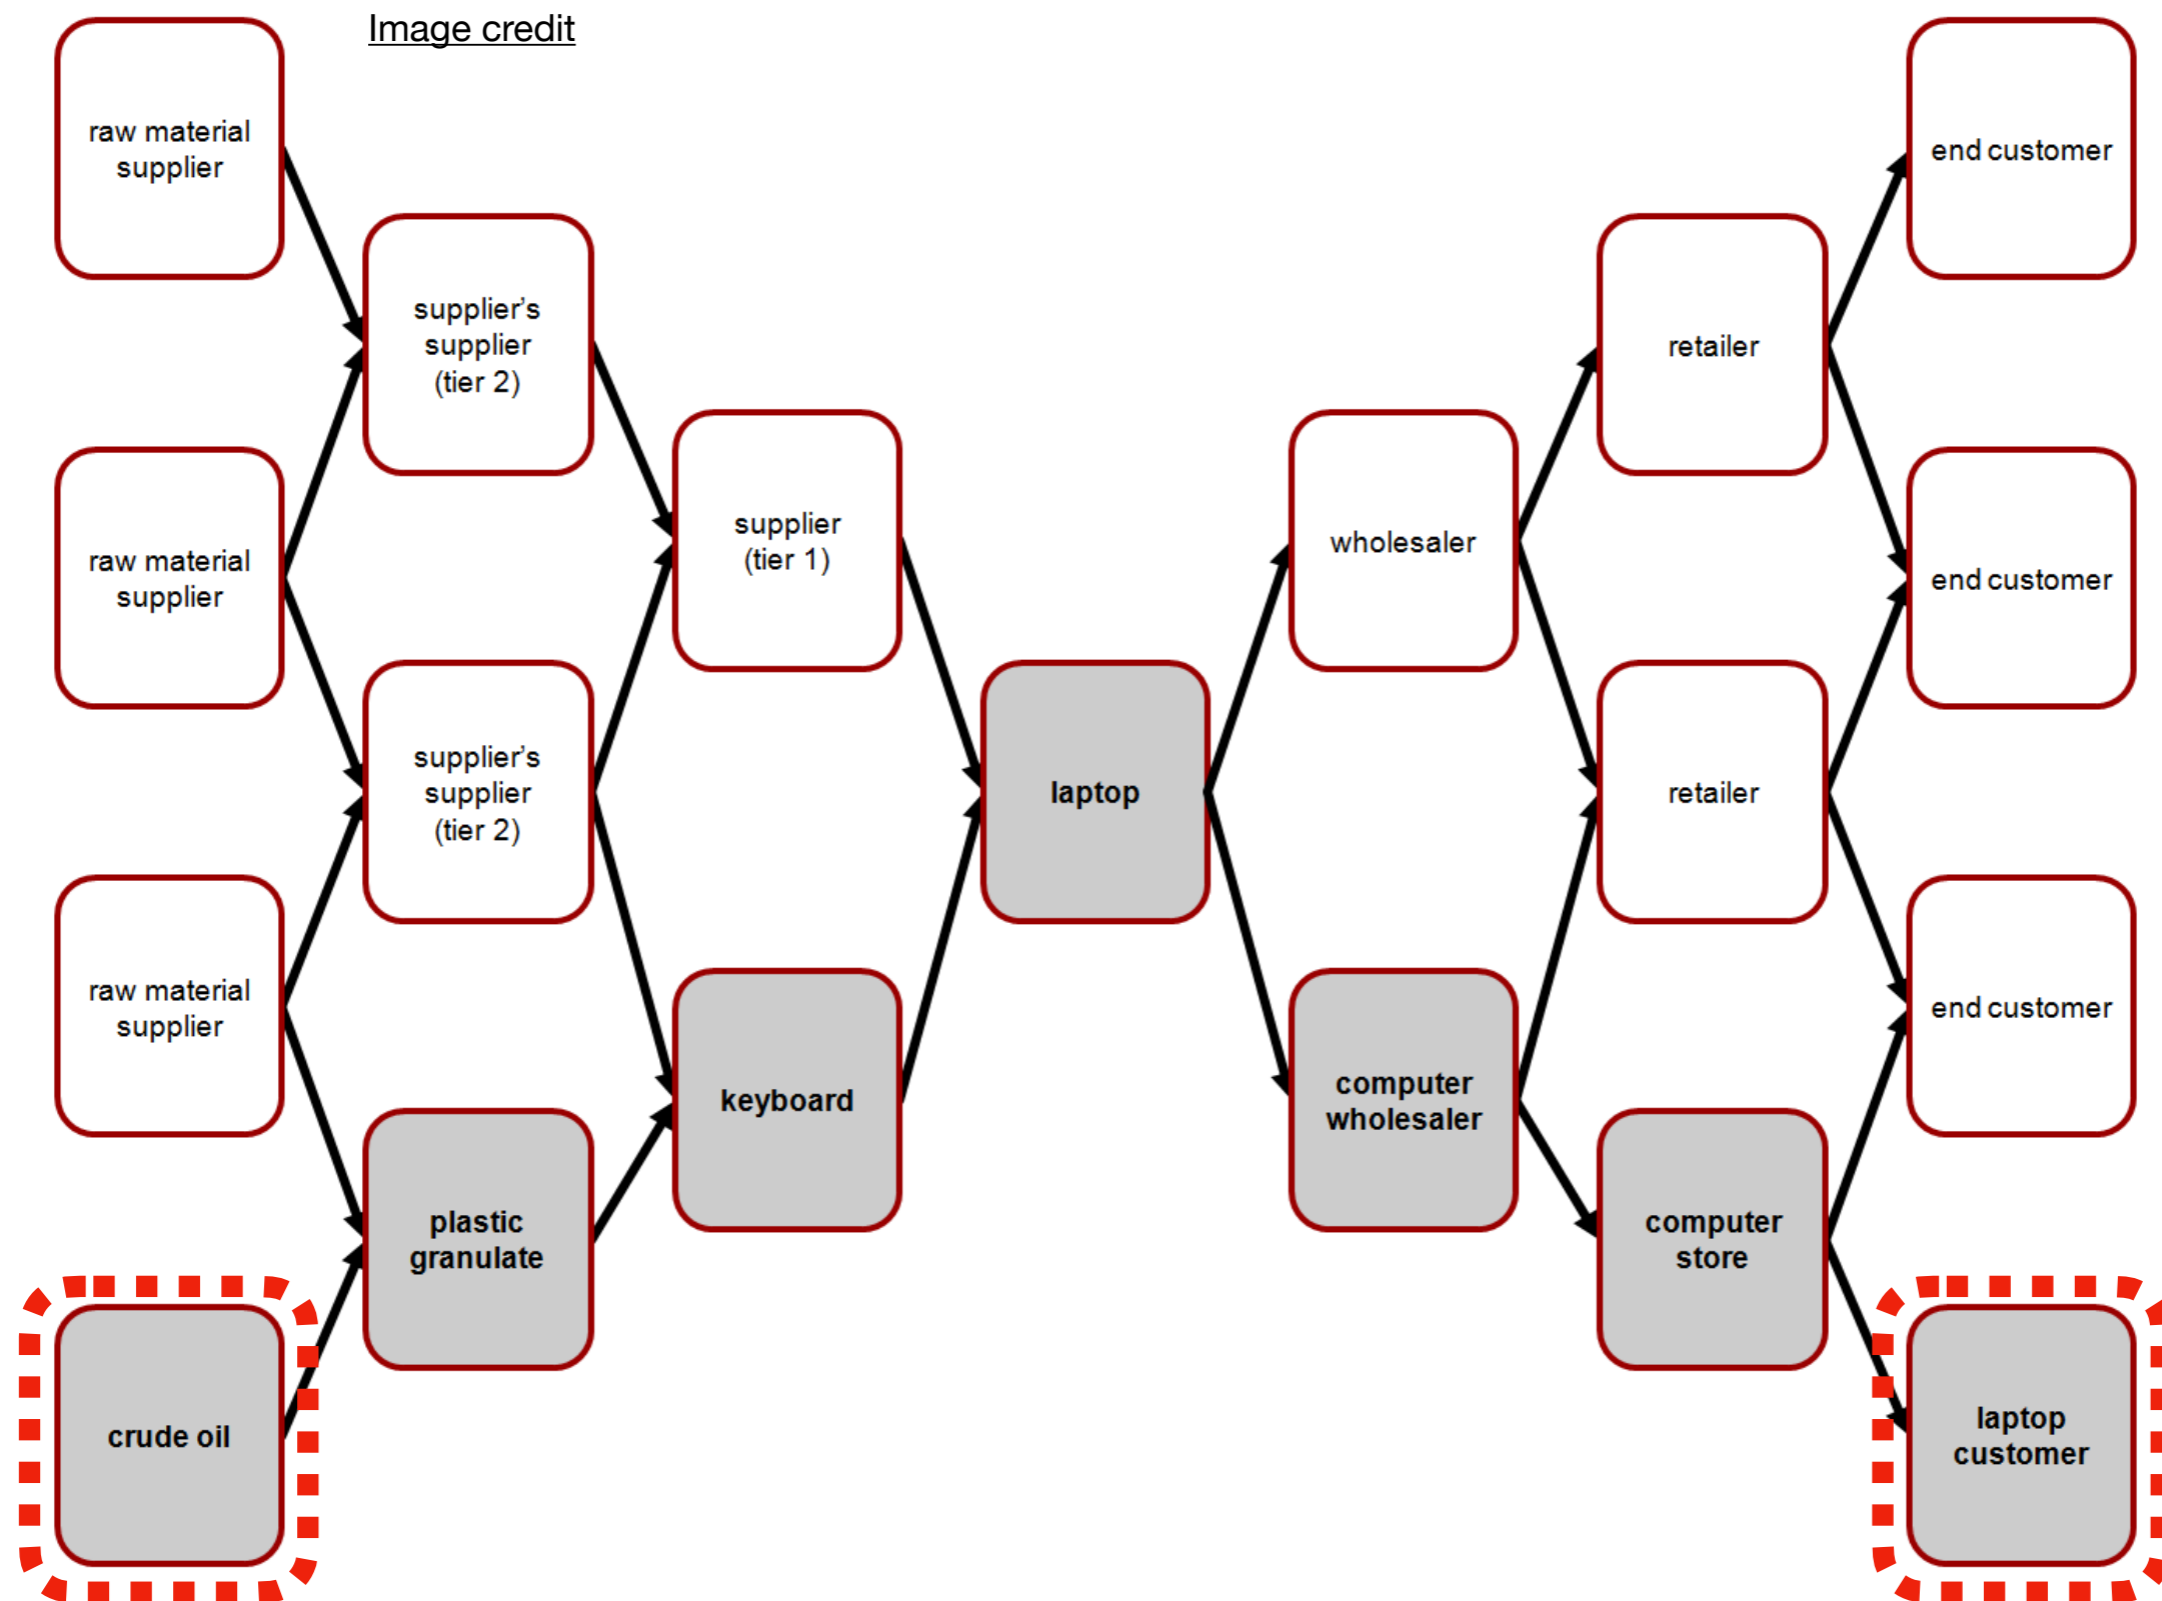 Image credit
raw material
supplier
raw material
supplier
raw material
supplier
crude oil
supplier’s
supplier
(tier 2)
supplier’s
supplier
(tier 2)
plastic
granulate
supplier
(tier 1)
keyboard
laptop
wholesaler
computer
wholesaler
retailer
retailer
computer
store
end customer
end customer
end customer
laptop
customer